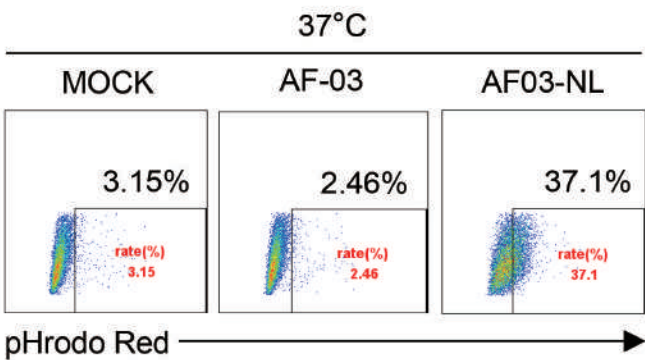 37°C
MOCK AF-03 AF03-NL
3.15% 2.46% 37.1%
rate(%) rate(%) rate(%)
3.15 2.46 37.1
pHrodo Red